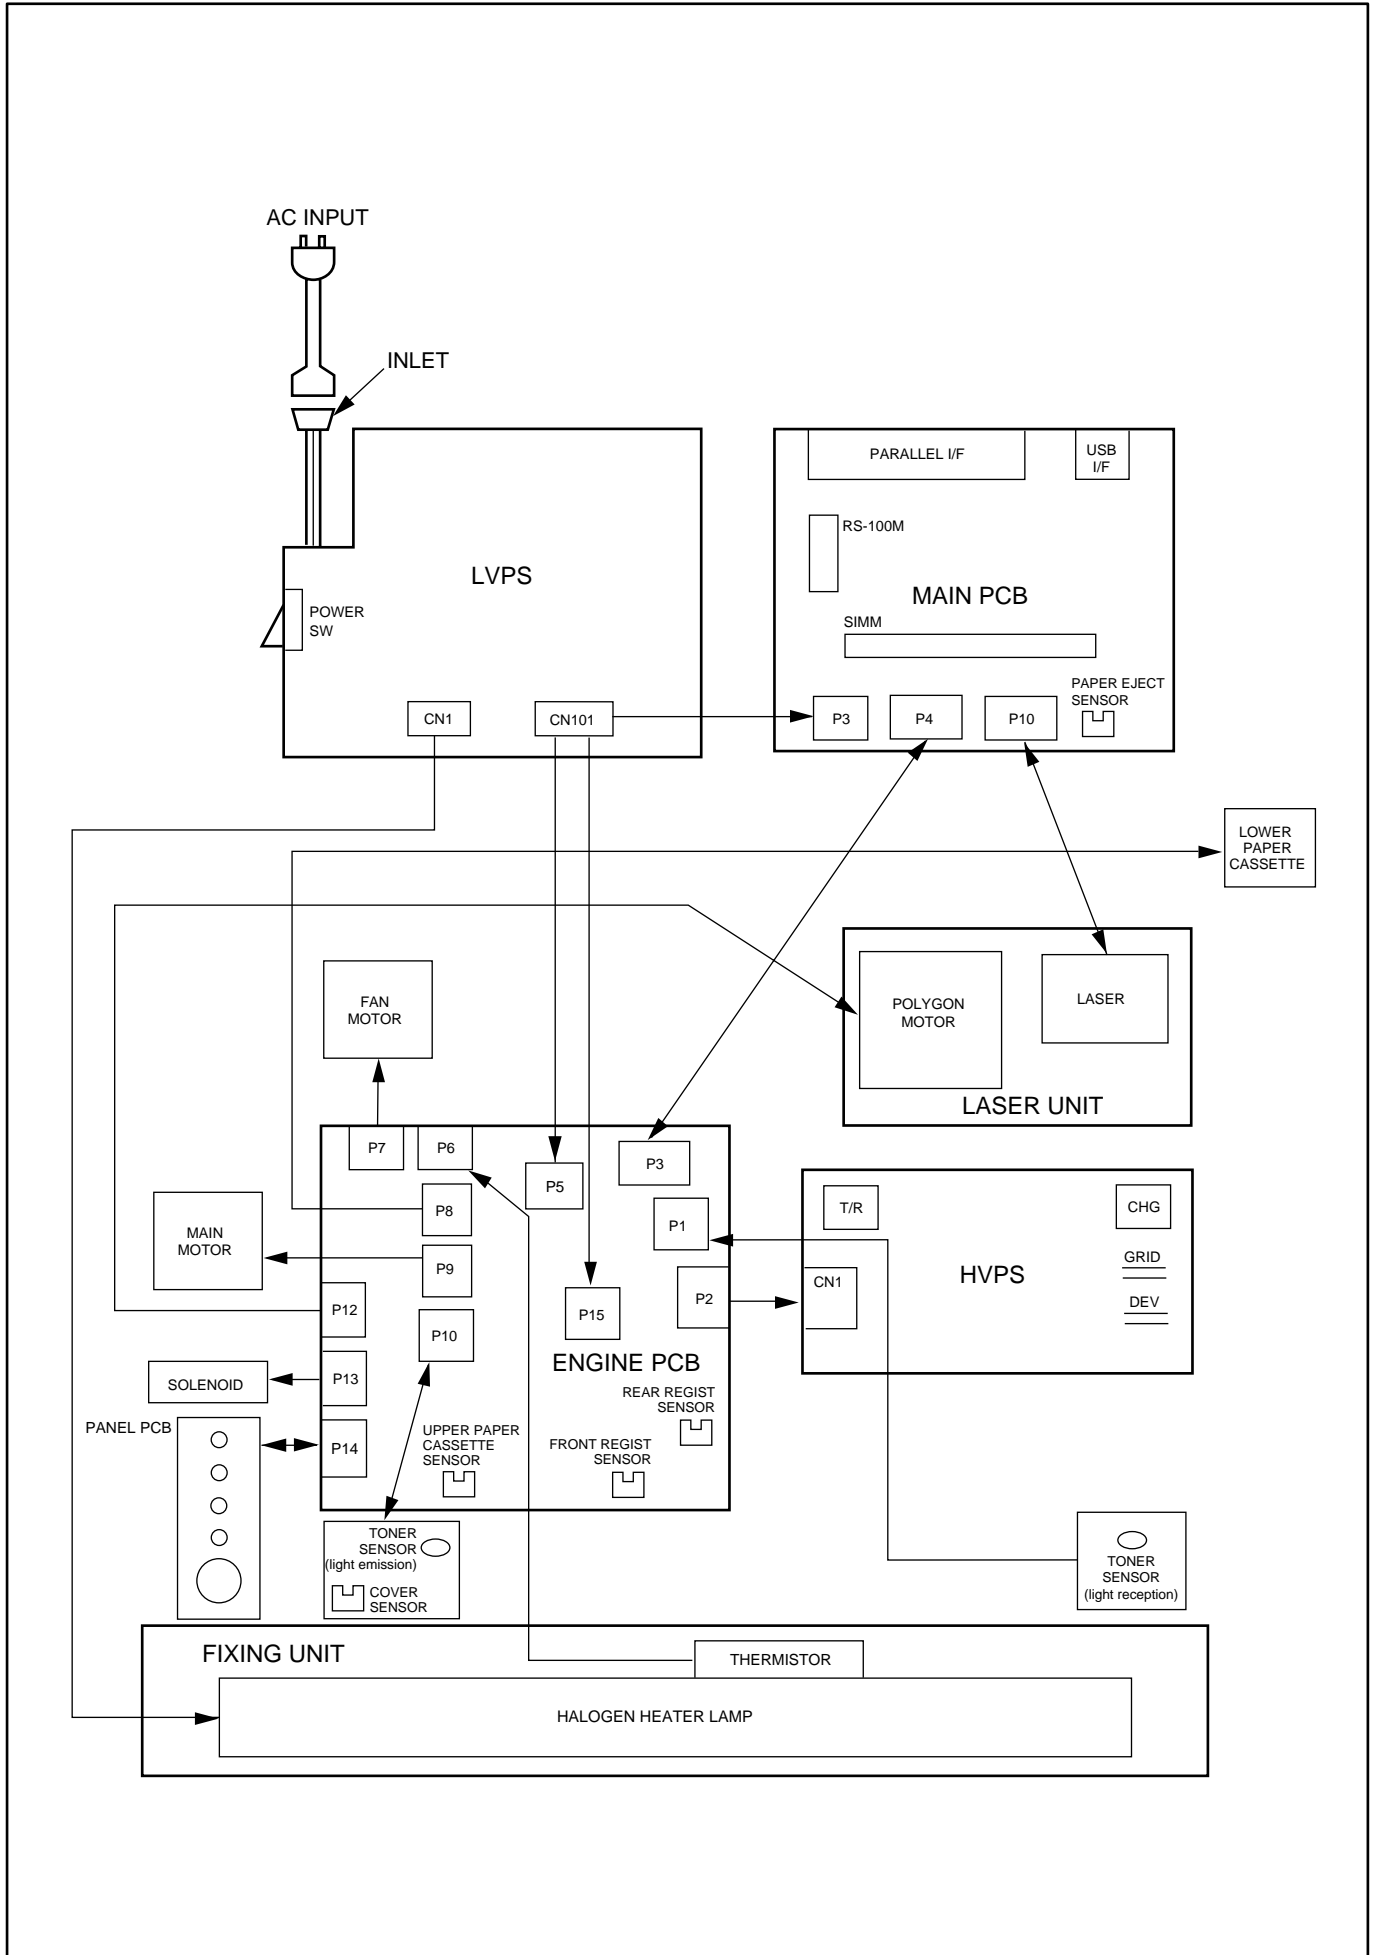 AC INPUT
INLET
LVPS
POWER
SW
CN1
CN101
PARALLEL I/F
USB
I/F
RS-100M
MAIN PCB
SIMM
PAPER EJECT
SENSOR
P3
P4
P10
LOWER
PAPER
CASSETTE
FAN
MOTOR
POLYGON
MOTOR
LASER
LASER UNIT
P7
P6
P5
P3
P8
P1
MAIN
MOTOR
P9
P12
P10
P15
P2
T/R
CHG
CN1
HVPS
GRID
DEV
ENGINE PCB
SOLENOID
P13
PANEL PCB
P14
UPPER PAPER
CASSETTE
SENSOR
REAR REGIST
SENSOR
FRONT REGIST
SENSOR
TONER
SENSOR
(light emission)
COVER
SENSOR
TONER
SENSOR
(light reception)
FIXING UNIT
THERMISTOR
HALOGEN HEATER LAMP